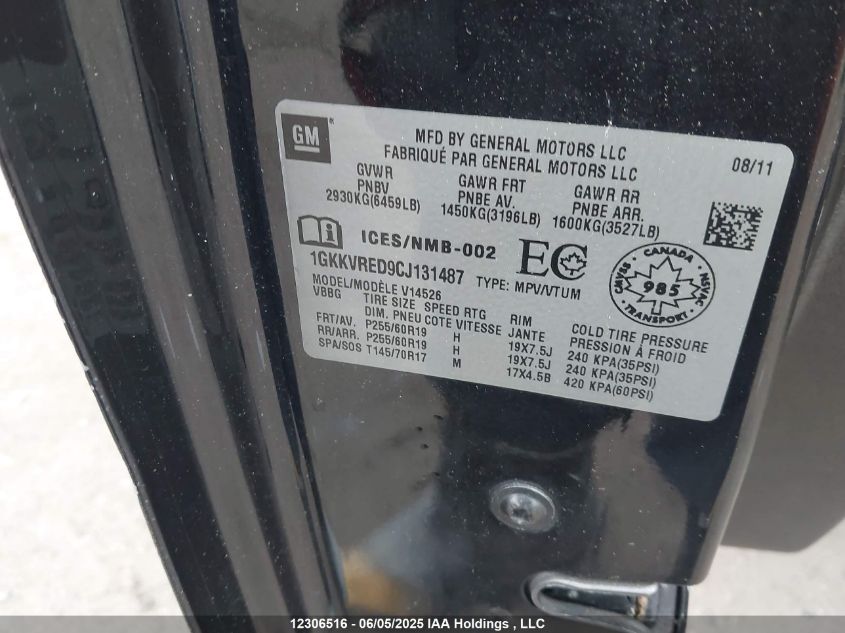 GM
MFD BY GENERAL MOTORS LLC
FABRIQUÉ PAR GENERAL MOTORS LLC
08/11
GVWR GAWR FRT GAWR RR
PNBV PNBE AV. PNBE ARR.
2930KG(6459LB) 1450KG(3196LB) 1600KG(3527LB)
ICES/NMB-002 EC
CANADA
CMVSS 985 NSVAC
TRANSPORT
1GKKVRED9CJ131487 TYPE: MPV/VTUM
MODEL/MODÈLE V14526
VBBG TIRE SIZE SPEED RTG RIM COLD TIRE PRESSURE
DIM. PNEU COTE VITESSE JANTE PRESSION À FROID
FRT/AV. P255/60R19 H 19X7.5J 240 KPA(35PSI)
RR/ARR. P255/60R19 H 19X7.5J 240 KPA(35PSI)
SPA/SOS T145/70R17 M 17X4.5B 420 KPA(60PSI)
12306516 - 06/05/2025 IAA Holdings , LLC